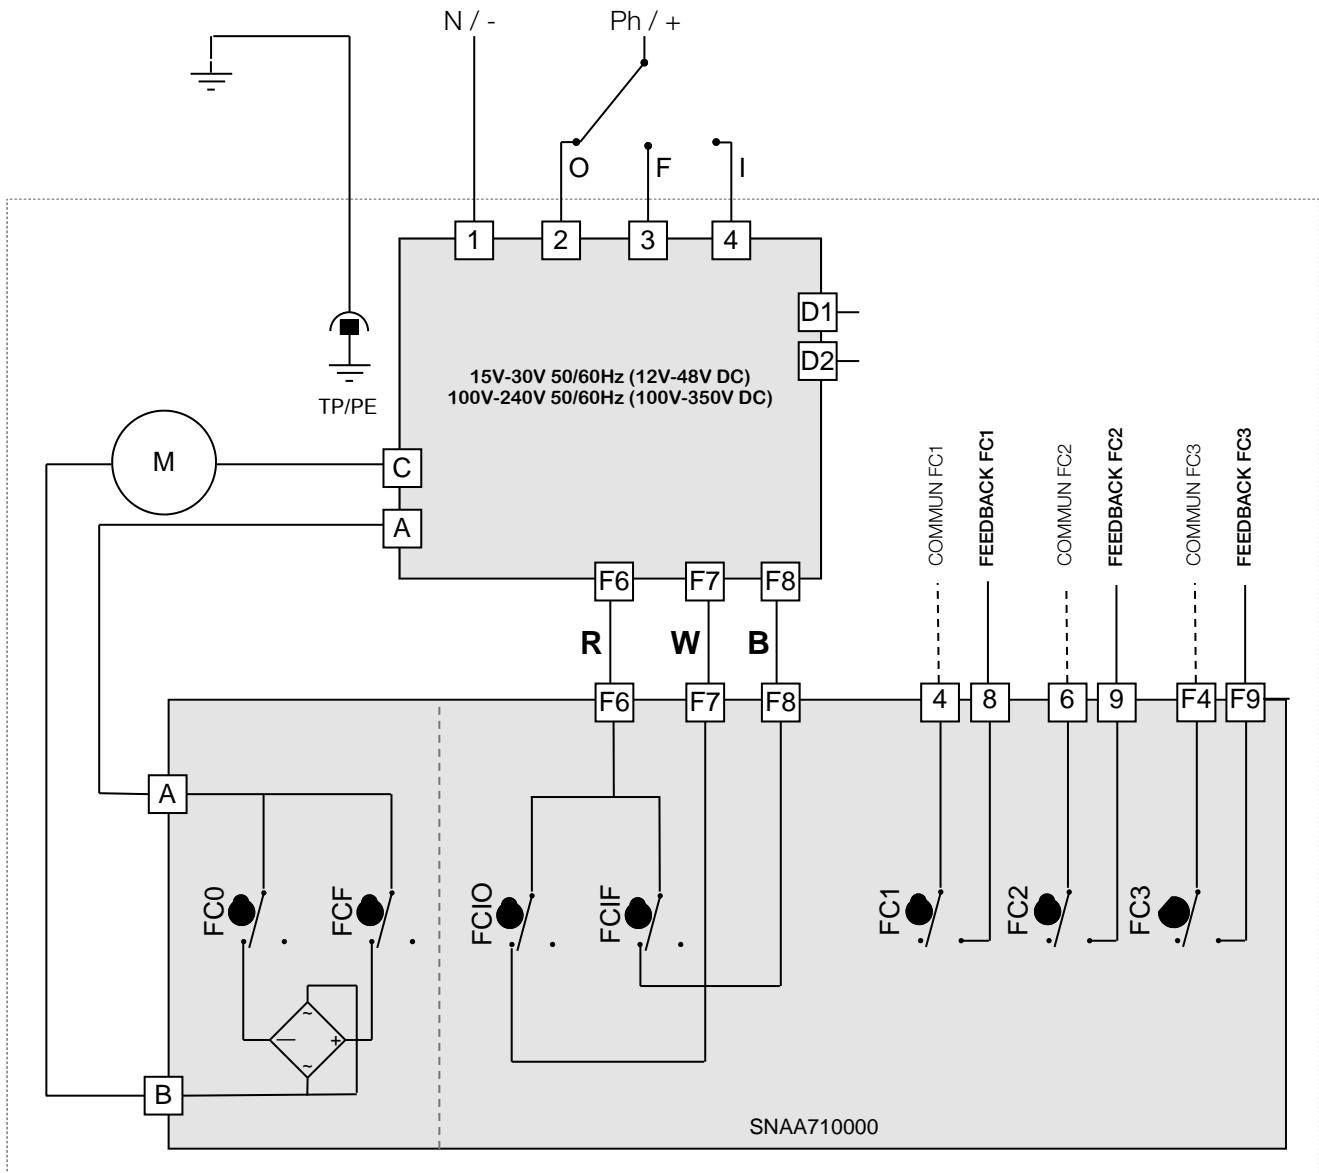 N / -
Ph / +
O
F
I
1
2
3
4
D1
D2
15V-30V 50/60Hz (12V-48V DC)
100V-240V 50/60Hz (100V-350V DC)
TP/PE
M
C
A
COMMUN FC1
FEEDBACK FC1
COMMUN FC2
FEEDBACK FC2
COMMUN FC3
FEEDBACK FC3
F6
F7
F8
R
W
B
F6
F7
F8
4
8
6
9
F4
F9
A
FC0
FCF
FCIO
FCIF
FC1
FC2
FC3
~
— +
~
B
SNAA710000